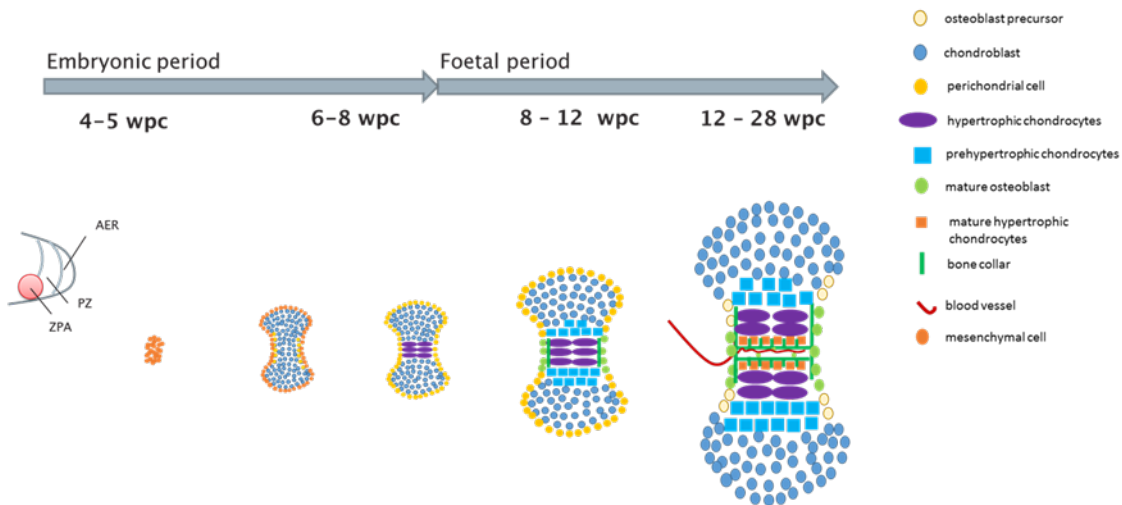 Embryonic period
Foetal period
4-5 wpc
6-8 wpc
8 - 12 wpc
12 - 28 wpc
AER
PZ
ZPA
osteoblast precursor
chondroblast
perichondrial cell
hypertrophic chondrocytes
prehypertrophic chondrocytes
mature osteoblast
mature hypertrophic
chondrocytes
bone collar
blood vessel
mesenchymal cell